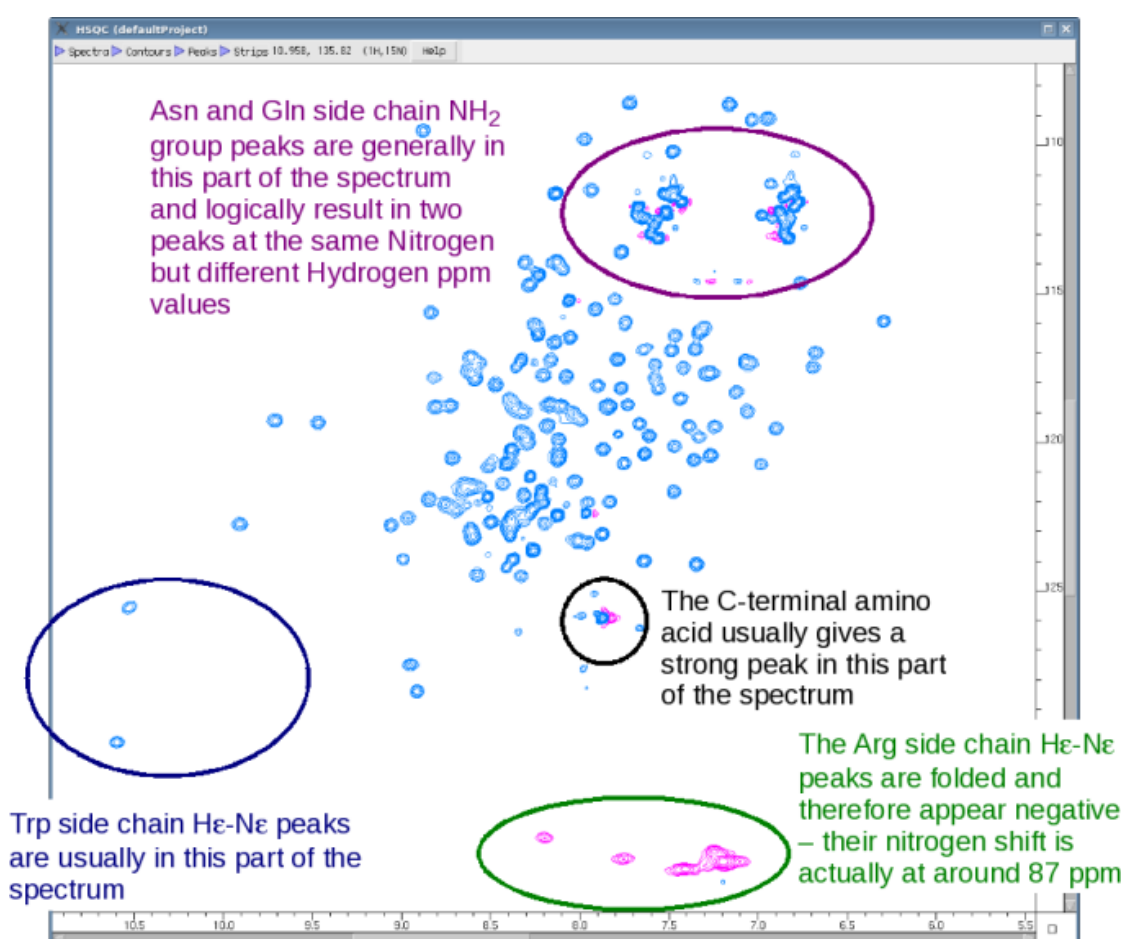 HSQC (defaultProject)
Spectra Contours Peaks Strips 10.958, 135.82 (1H,15N) Help
Asn and Gln side chain NH2
group peaks are generally in
this part of the spectrum
and logically result in two
peaks at the same Nitrogen
but different Hydrogen ppm
values
110
115
120
125
The C-terminal amino
acid usually gives a
strong peak in this part
of the spectrum
The Arg side chain Hε-Nε
peaks are folded and
therefore appear negative
– their nitrogen shift is
actually at around 87 ppm
Trp side chain Hε-Nε peaks
are usually in this part of the
spectrum
10.5 10.0 9.5 9.0 8.5 8.0 7.5 7.0 6.5 6.0 5.5